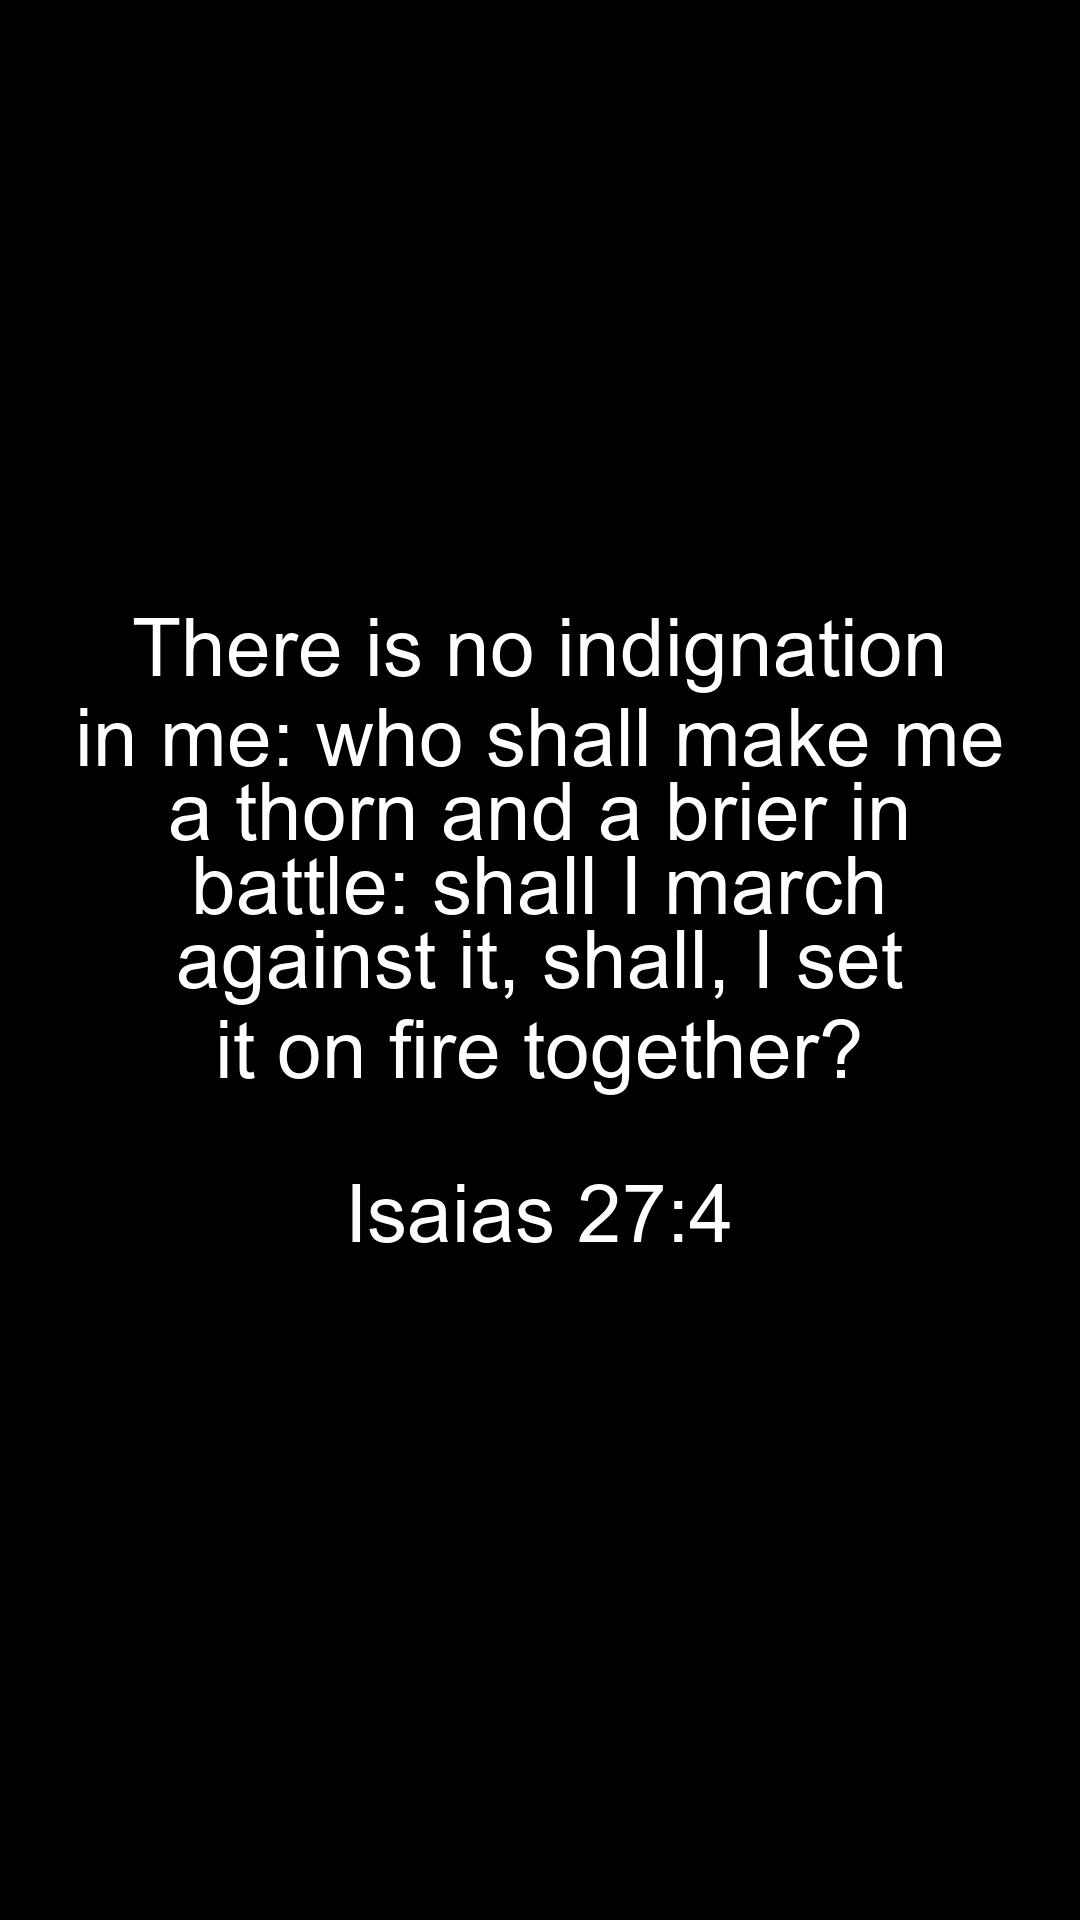 There is no indignation
in me: who shall make me
a thorn and a brier in
battle: shall I march
against it, shall, I set
it on fire together?
Isaias 27:4